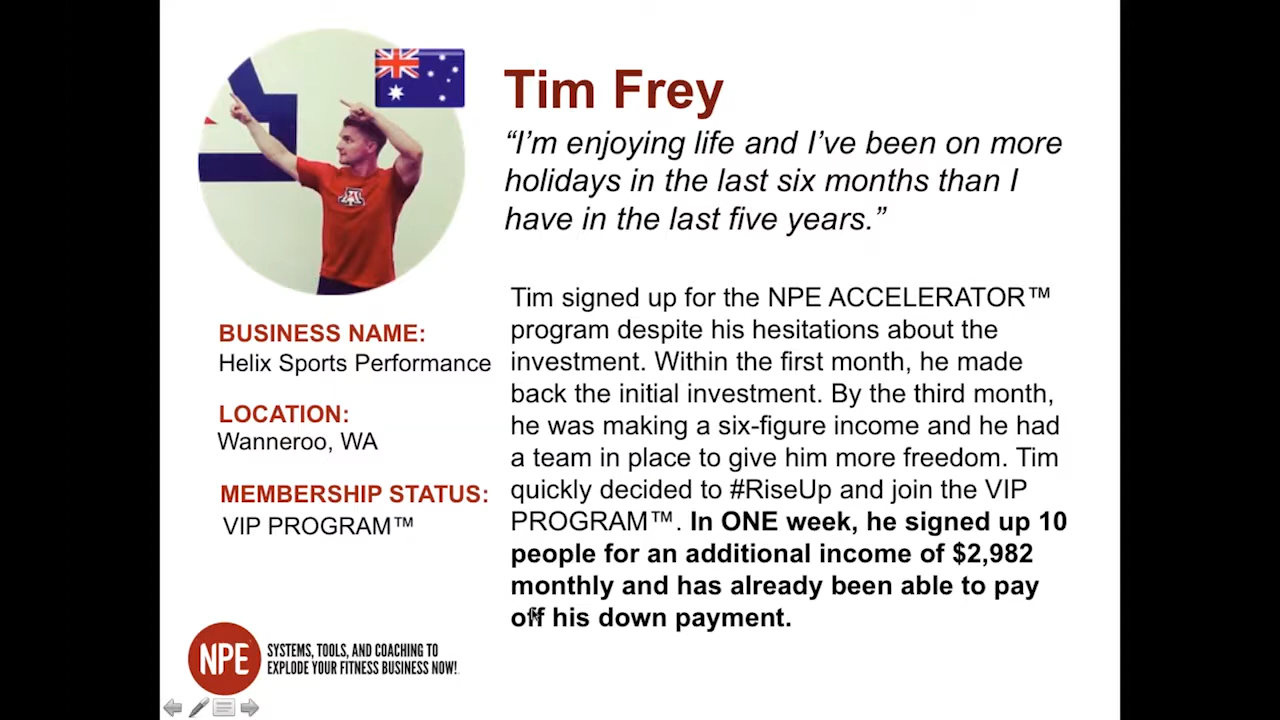 Tim Frey
“I’m enjoying life and I’ve been on more
holidays in the last six months than I
have in the last five years.”
BUSINESS NAME:
Helix Sports Performance
LOCATION:
Wanneroo, WA
MEMBERSHIP STATUS:
VIP PROGRAM™
Tim signed up for the NPE ACCELERATOR™
program despite his hesitations about the
investment. Within the first month, he made
back the initial investment. By the third month,
he was making a six-figure income and he had
a team in place to give him more freedom. Tim
quickly decided to #RiseUp and join the VIP
PROGRAM™. In ONE week, he signed up 10
people for an additional income of $2,982
monthly and has already been able to pay
off his down payment.
NPE
SYSTEMS, TOOLS, AND COACHING TO
EXPLODE YOUR FITNESS BUSINESS NOW!